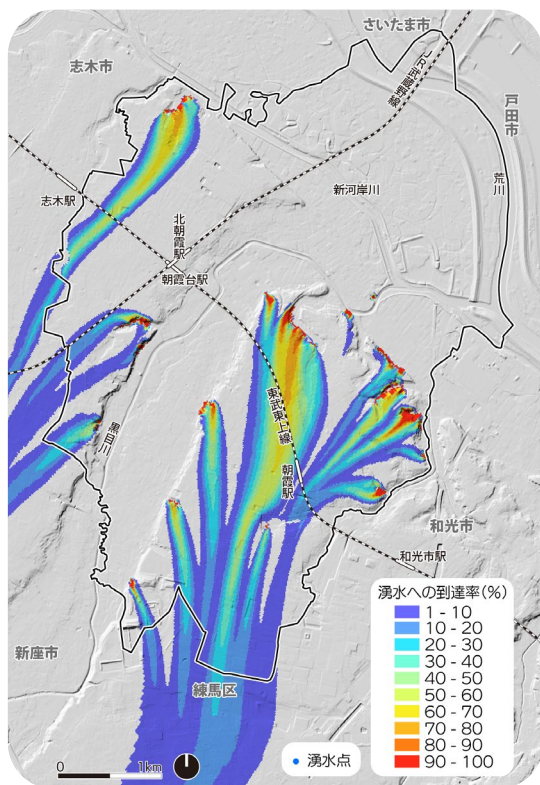 さいたま市
志木市
JR武蔵野線
戸田市
荒川
新河岸川
志木駅
北朝霞駅
朝霞台駅
東武東上線
黒目川
朝霞駅
和光市
和光市駅
新座市
練馬区
湧水への到達率(%)
1 - 10
10 - 20
20 - 30
30 - 40
40 - 50
50 - 60
60 - 70
70 - 80
80 - 90
90 - 100
湧水点
0 1km